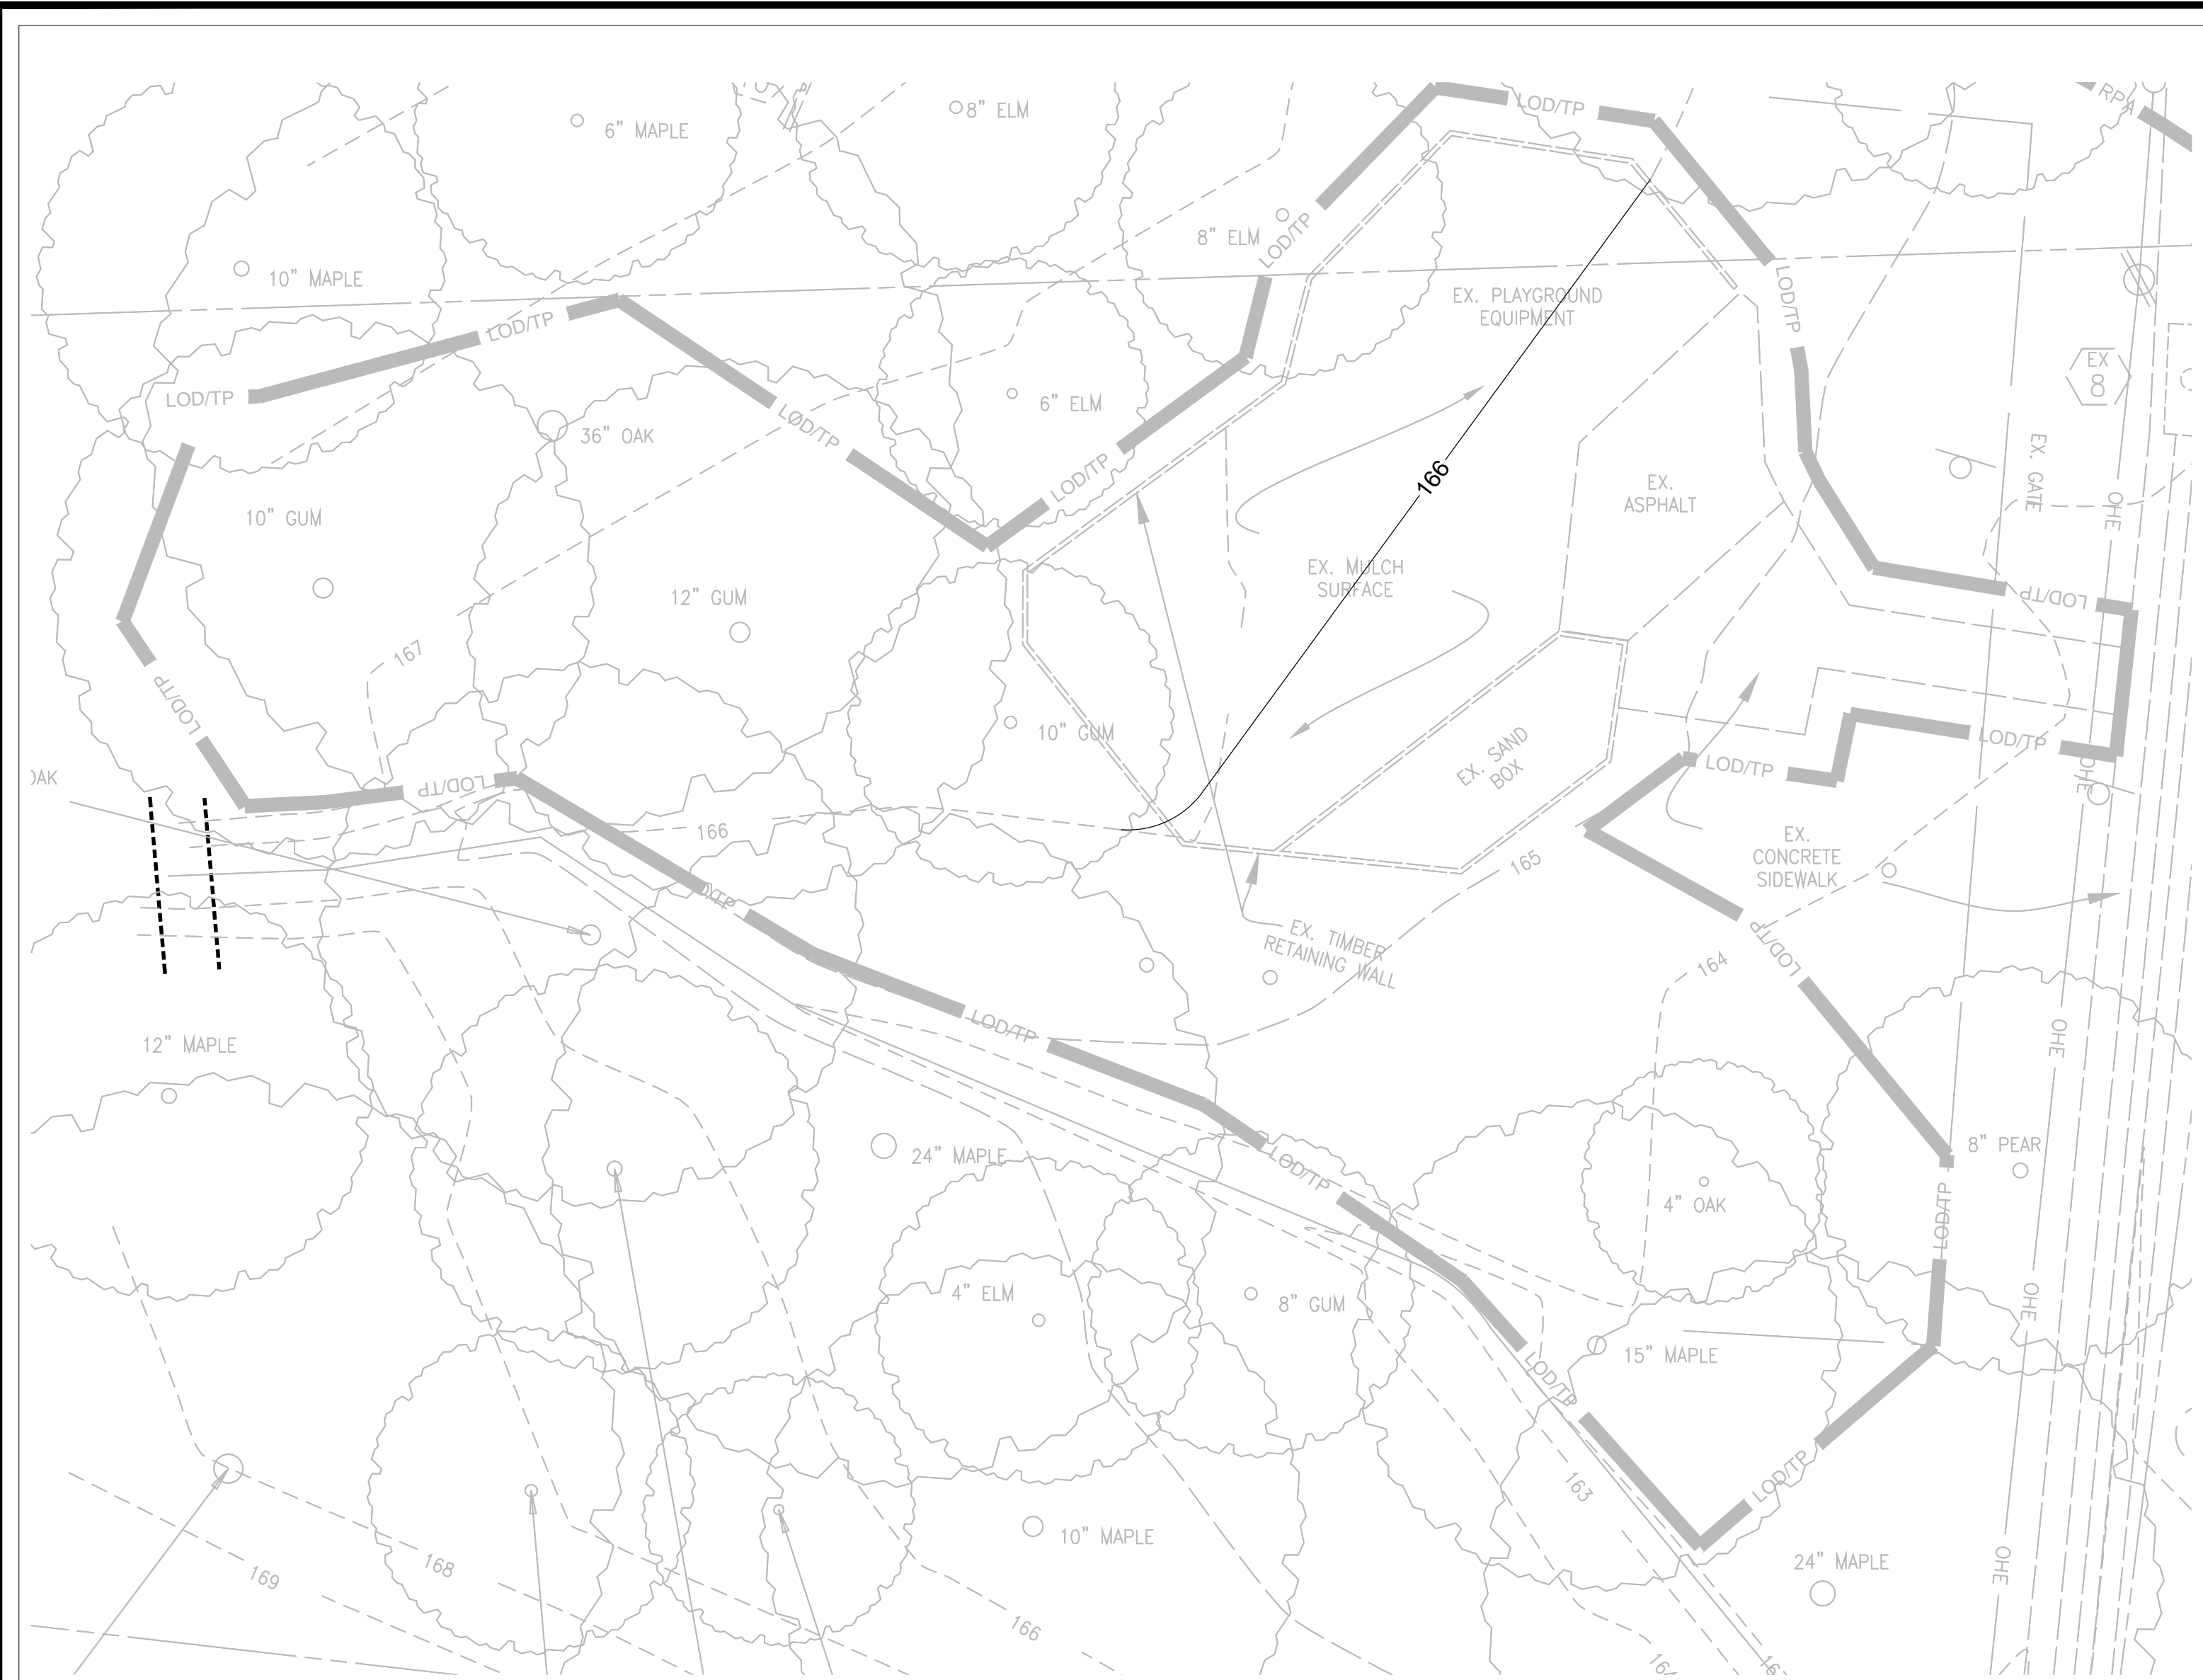 RPA
LOD/TP
8" ELM
6" MAPLE
8" ELM
LOD/TP
10" MAPLE
EX. PLAYGROUND
EQUIPMENT
LOD/TP
LOD/TP
EX
8
LOD/TP
6" ELM
LOD/TP
36" OAK
LOD/TP
166
EX. GATE
EX.
ASPHALT
OHE
10" GUM
EX. MULCH
SURFACE
12" GUM
LOD/TP
167
LOD/TP
10" GUM
EX. SAND
BOX
LOD/TP
LOD/TP
OHE
LOD/TP
166
EX.
CONCRETE
SIDEWALK
165
EX. TIMBER
RETAINING WALL
LOD/TP
164
12" MAPLE
LOD/TP
OHE
24" MAPLE
8" PEAR
LOD/TP
4" OAK
LOD/TP
4" ELM
8" GUM
OHE
15" MAPLE
LOD/TP
LOD/TP
163
10" MAPLE
168
169
24" MAPLE
OHE
166